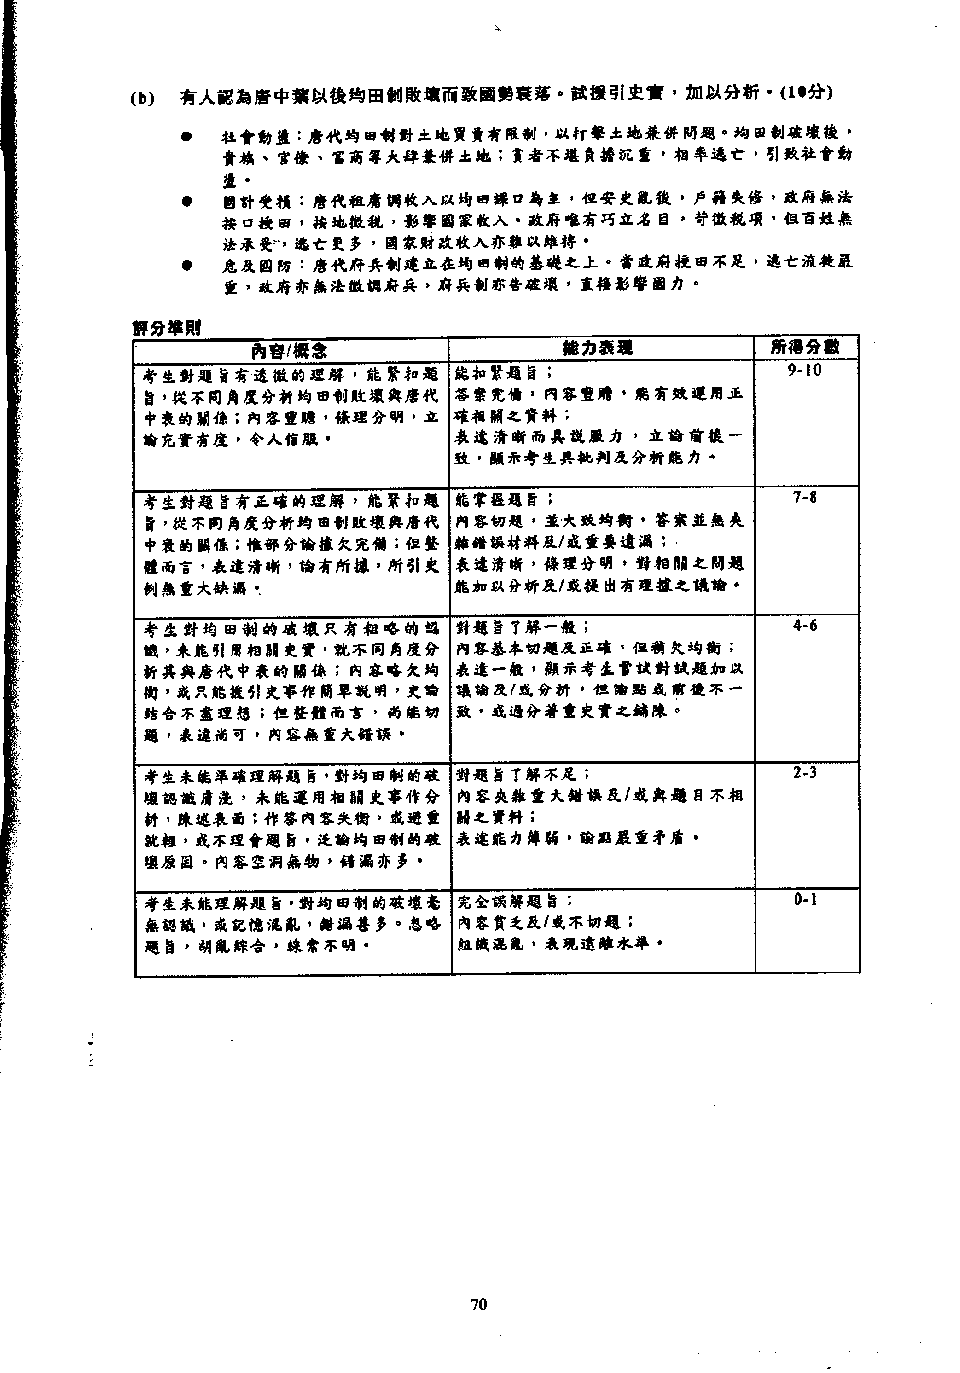 (b) 有人認為唐中葉以後均田制敗壞而致國勢衰落。試援引史實,加以分析。(10分)
● 社會動盪:唐代均田制對土地買賣有限制,以打擊土地兼併問題。均田制破壞後,
貴族、官僚、富商等大肆兼併土地;貧者不堪負擔沉重,相率逃亡,引致社會動
盪。
● 國計受損:唐代租庸調收入以均田課口為主,但安史亂後,戶籍失修,政府無法
按口授田,按地徵稅,影響國家收入。政府唯有巧立名目,苛徵稅項,但百姓無
法承受,逃亡更多,國家財政收入亦難以維持。
● 危及國防:唐代府兵制建立在均田制的基礎之上。當政府授田不足,逃亡流徙嚴
重,政府亦無法徵調府兵,府兵制亦告破壞,直接影響國力。
評分準則
內容/概念 能力表現 所得分數
考生對題旨有透徹的理解,能緊扣題 能扣緊題旨; 9-10
旨,從不同角度分析均田制敗壞與唐代 答案完備,內容豐贍,能有效運用正
中衰的關係;內容豐贍,條理分明,立 確相關之資料;
論充實有度,令人信服。 表達清晰而具說服力,立論前後一
致,顯示考生具批判及分析能力。
考生對題旨有正確的理解,能緊扣題 能掌握題旨; 7-8
旨,從不同角度分析均田制敗壞與唐代 內容切題,並大致均衡。答案並無夾
中衰的關係;惟部分論據欠完備;但整 雜錯誤材料及/或重要遺漏;
體而言,表達清晰,論有所據,所引史 表達清晰,條理分明,對相關之問題
例無重大缺漏。 能加以分析及/或提出有理據之議論。
考生對均田制的破壞只有粗略的認 對題旨了解一般; 4-6
識,未能引用相關史實,就不同角度分 內容基本切題及正確,但稍欠均衡;
析其與唐代中衰的關係;內容略欠均 表達一般,顯示考生嘗試對試題加以
衡,或只能援引史事作簡單說明,史論 議論及/或分析,但論點或前後不一
結合不盡理想;但整體而言,尚能切 致,或過分著重史實之鋪陳。
題,表達尚可,內容無重大錯誤。
考生未能準確理解題旨,對均田制的破 對題旨了解不足; 2-3
壞認識膚淺,未能運用相關史事作分 內容夾雜重大錯誤及/或與題目不相
析,陳述表面;作答內容失衡,或避重 關之資料;
就輕,或不理會題旨,泛論均田制的破 表達能力薄弱,論點嚴重矛盾。
壞原因。內容空洞無物,錯漏亦多。
考生未能理解題旨,對均田制的破壞毫 完全誤解題旨; 0-1
無認識,或記憶混亂,錯漏甚多。忽略 內容貧乏及/或不切題;
題旨,胡亂綜合,線索不明。 組織混亂,表現遠離水準。
70